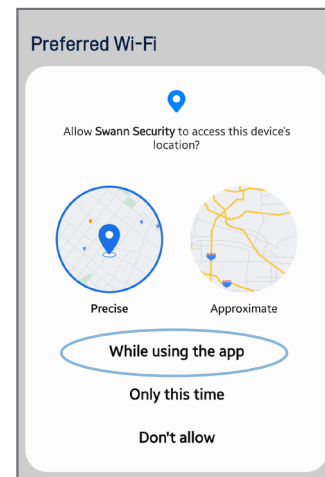 Preferred Wi-Fi
Allow Swann Security to access this device's
location?
Precise Approximate
While using the app
Only this time
Don't allow